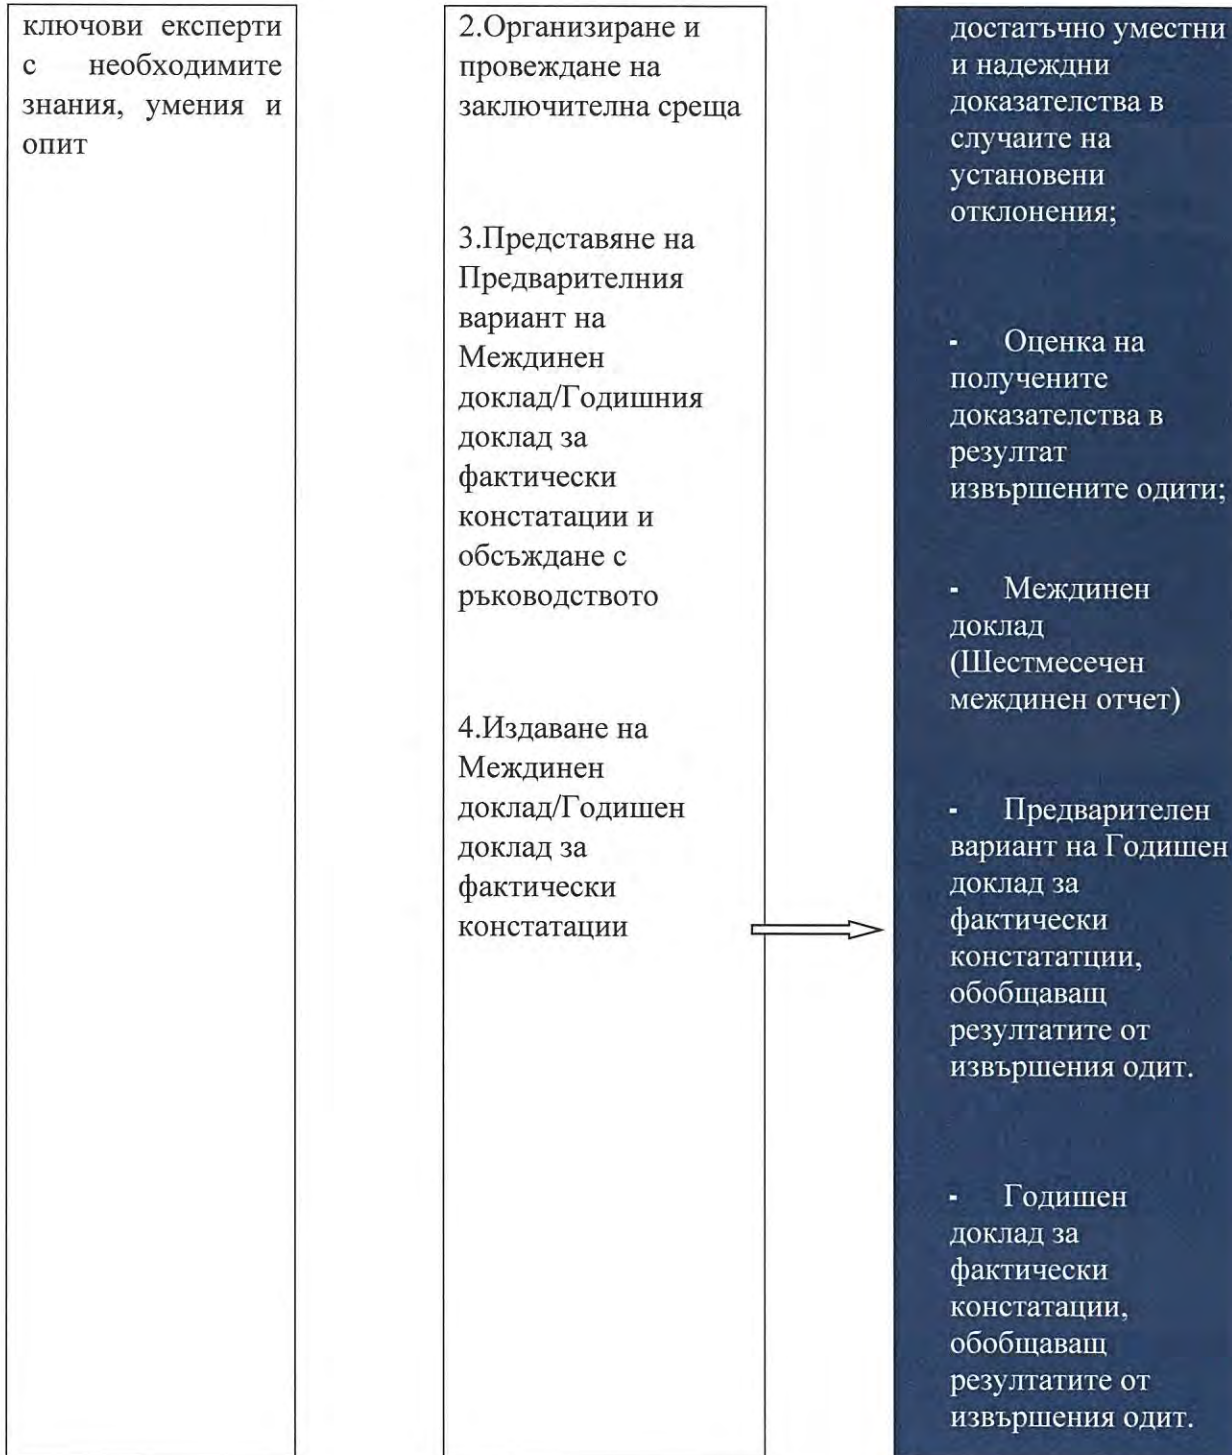 ключови експерти
с необходимите
знания, умения и
опит
2.Организиране и
провеждане на
заключителна среща
3.Представяне на
Предварителния
вариант на
Междинен
доклад/Годишния
доклад за
фактически
констатации и
обсъждане с
ръководството
4.Издаване на
Междинен
доклад/Годишен
доклад за
фактически
констатации
достатъчно уместни
и надеждни
доказателства в
случаите на
установени
отклонения;
- Оценка на
получените
доказателства в
резултат
извършените одити;
- Междинен
доклад
(Шестмесечен
междинен отчет)
- Предварителен
вариант на Годишен
доклад за
фактически
констататции,
обобщаващ
резултатите от
извършения одит.
- Годишен
доклад за
фактически
констатации,
обобщаващ
резултатите от
извършения одит.